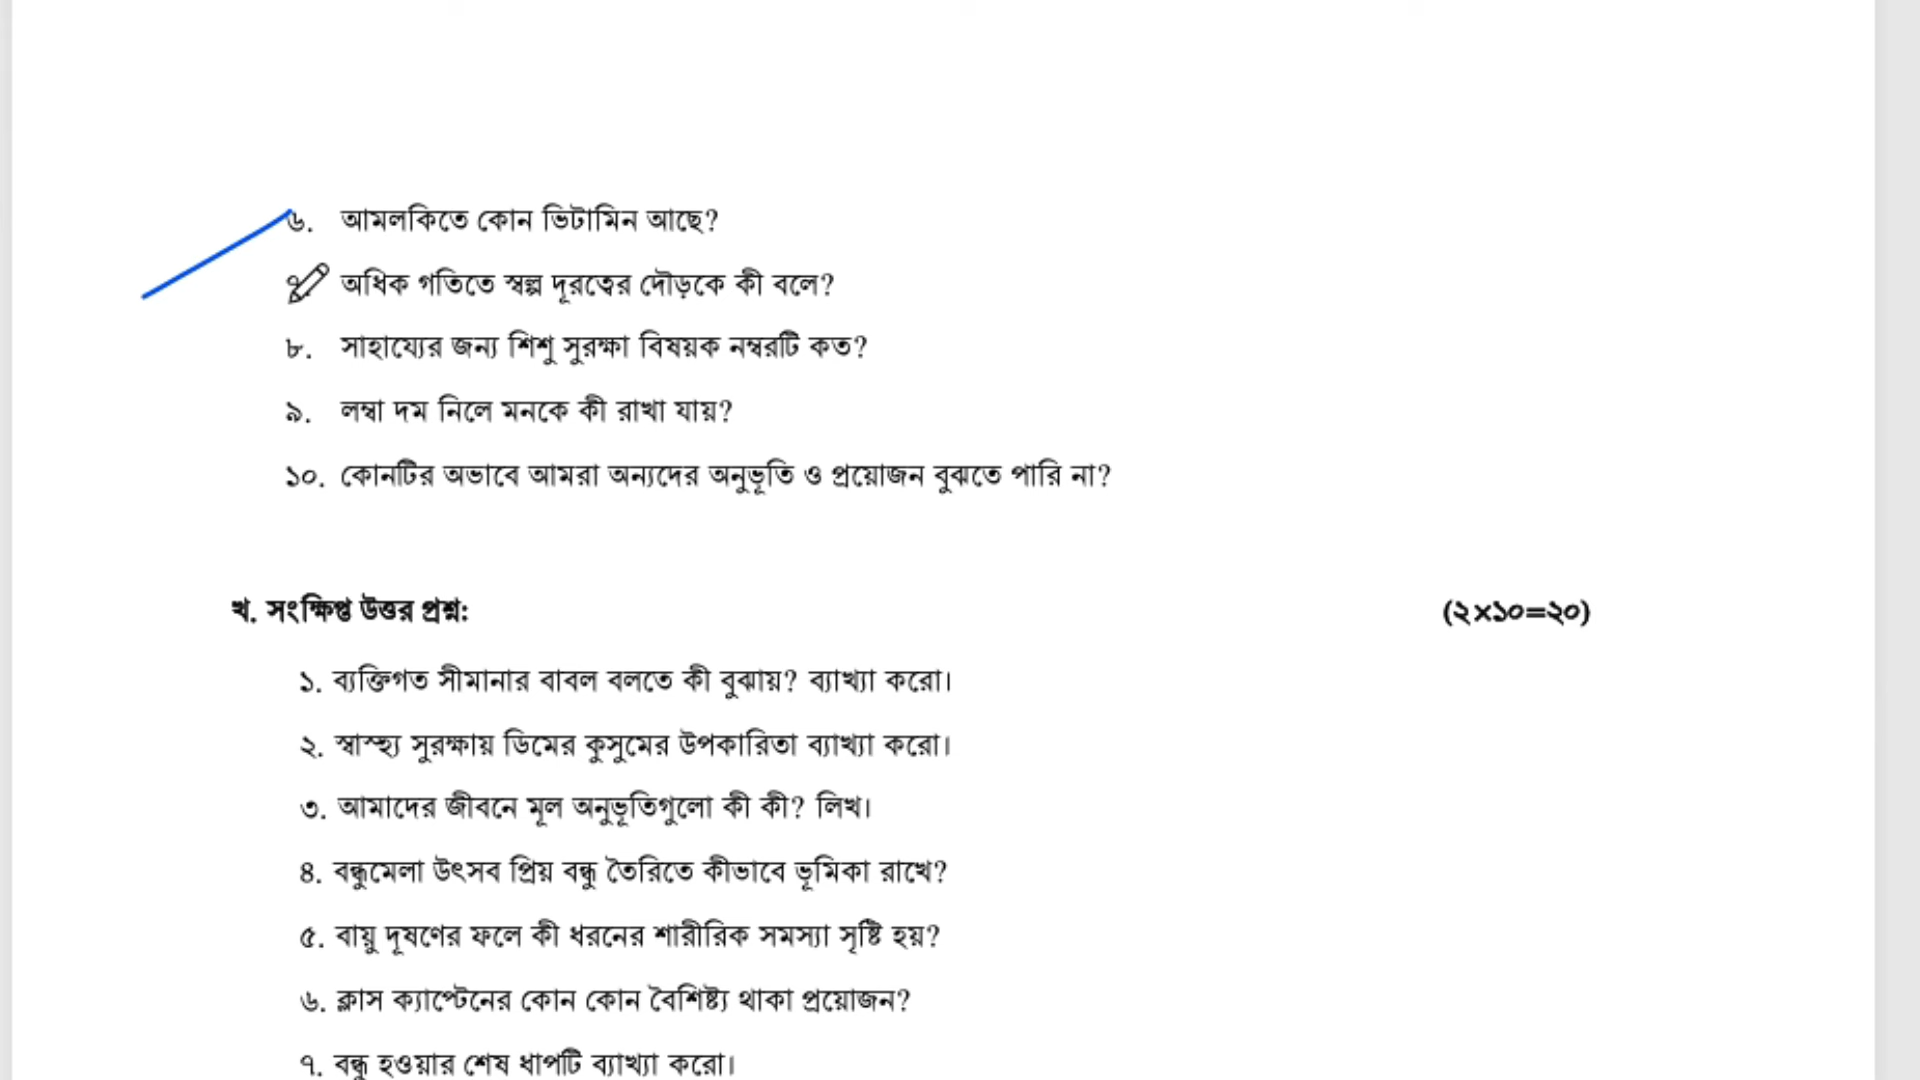 ৬. আমলকিতে কোন ভিটামিন আছে?
৭. অধিক গতিতে স্বল্প দূরত্বের দৌড়কে কী বলে?
৮. সাহায্যের জন্য শিশু সুরক্ষা বিষয়ক নম্বরটি কত?
৯. লম্বা দম নিলে মনকে কী রাখা যায়?
১০. কোনটির অভাবে আমরা অন্যদের অনুভূতি ও প্রয়োজন বুঝতে পারি না?
খ. সংক্ষিপ্ত উত্তর প্রশ্ন: (২×১০=২০)
১. ব্যক্তিগত সীমানার বাবল বলতে কী বুঝায়? ব্যাখ্যা করো।
২. স্বাস্থ্য সুরক্ষায় ডিমের কুসুমের উপকারিতা ব্যাখ্যা করো।
৩. আমাদের জীবনে মূল অনুভূতিগুলো কী কী? লিখ।
৪. বন্ধুমেলা উৎসব প্রিয় বন্ধু তৈরিতে কীভাবে ভূমিকা রাখে?
৫. বায়ু দূষণের ফলে কী ধরনের শারীরিক সমস্যা সৃষ্টি হয়?
৬. ক্লাস ক্যাপ্টেনের কোন কোন বৈশিষ্ট্য থাকা প্রয়োজন?
৭. বন্ধু হওয়ার শেষ ধাপটি ব্যাখ্যা করো।